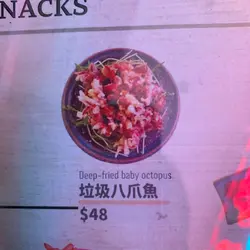 NACKS
Deep-fried baby octopus
垃圾八爪魚
$48